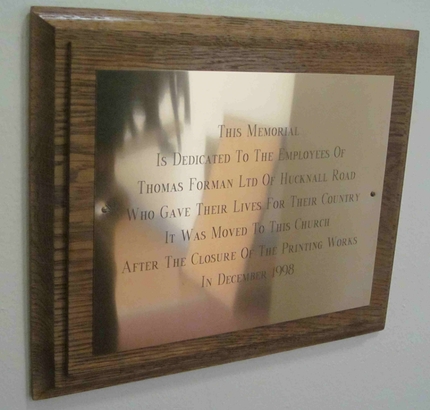 This Memorial
Is Dedicated To The Employees Of
Thomas Forman Ltd Of Hucknall Road
Who Gave Their Lives For Their Country
It Was Moved To This Church
After The Closure Of The Printing Works
In December 1998